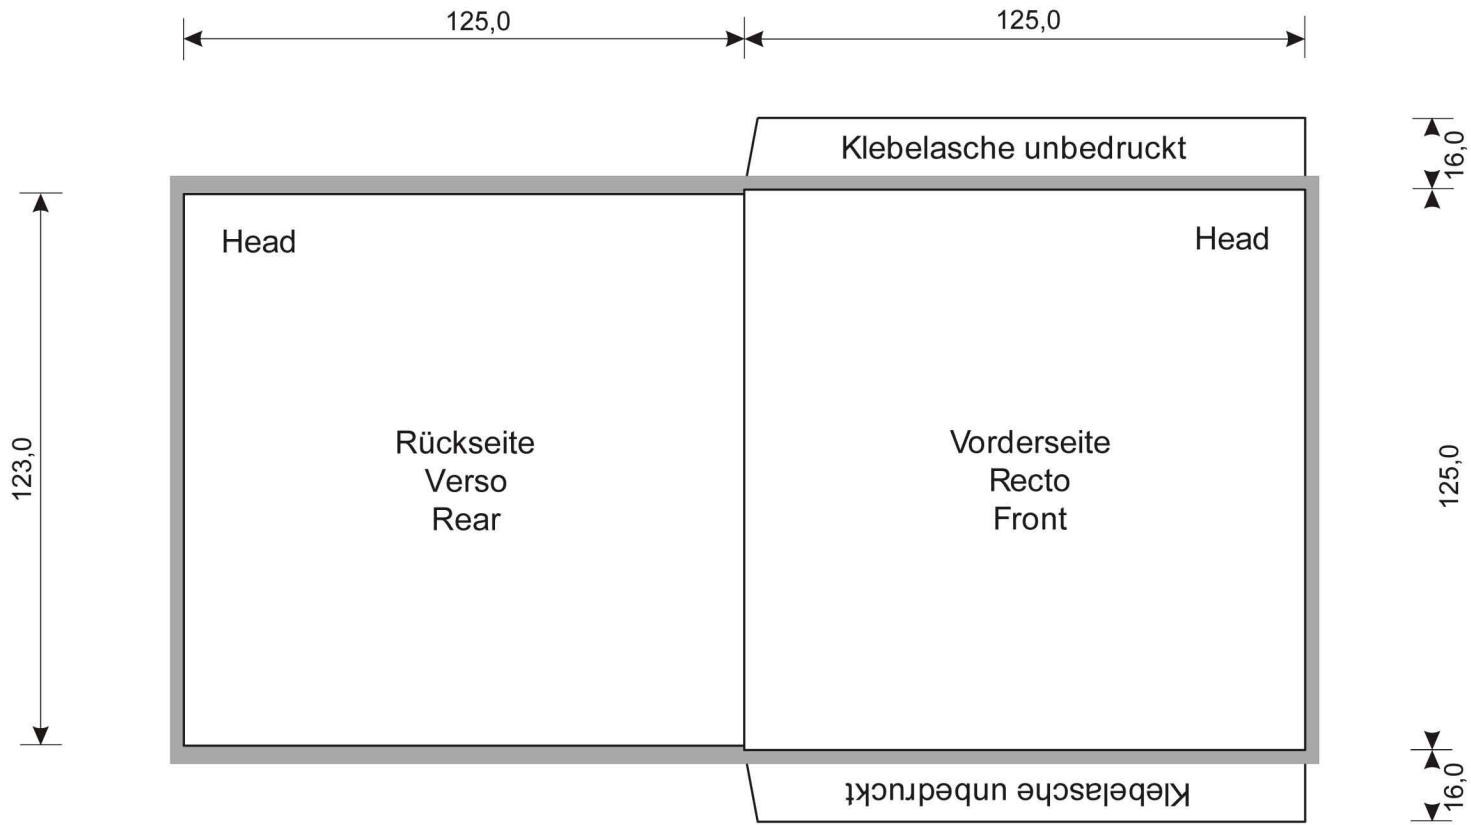 125,0
125,0
Klebelasche unbedruckt
16,0
Head
Head
123,0
Rückseite
Verso
Rear
Vorderseite
Recto
Front
125,0
Klebelasche unbedruckt
16,0